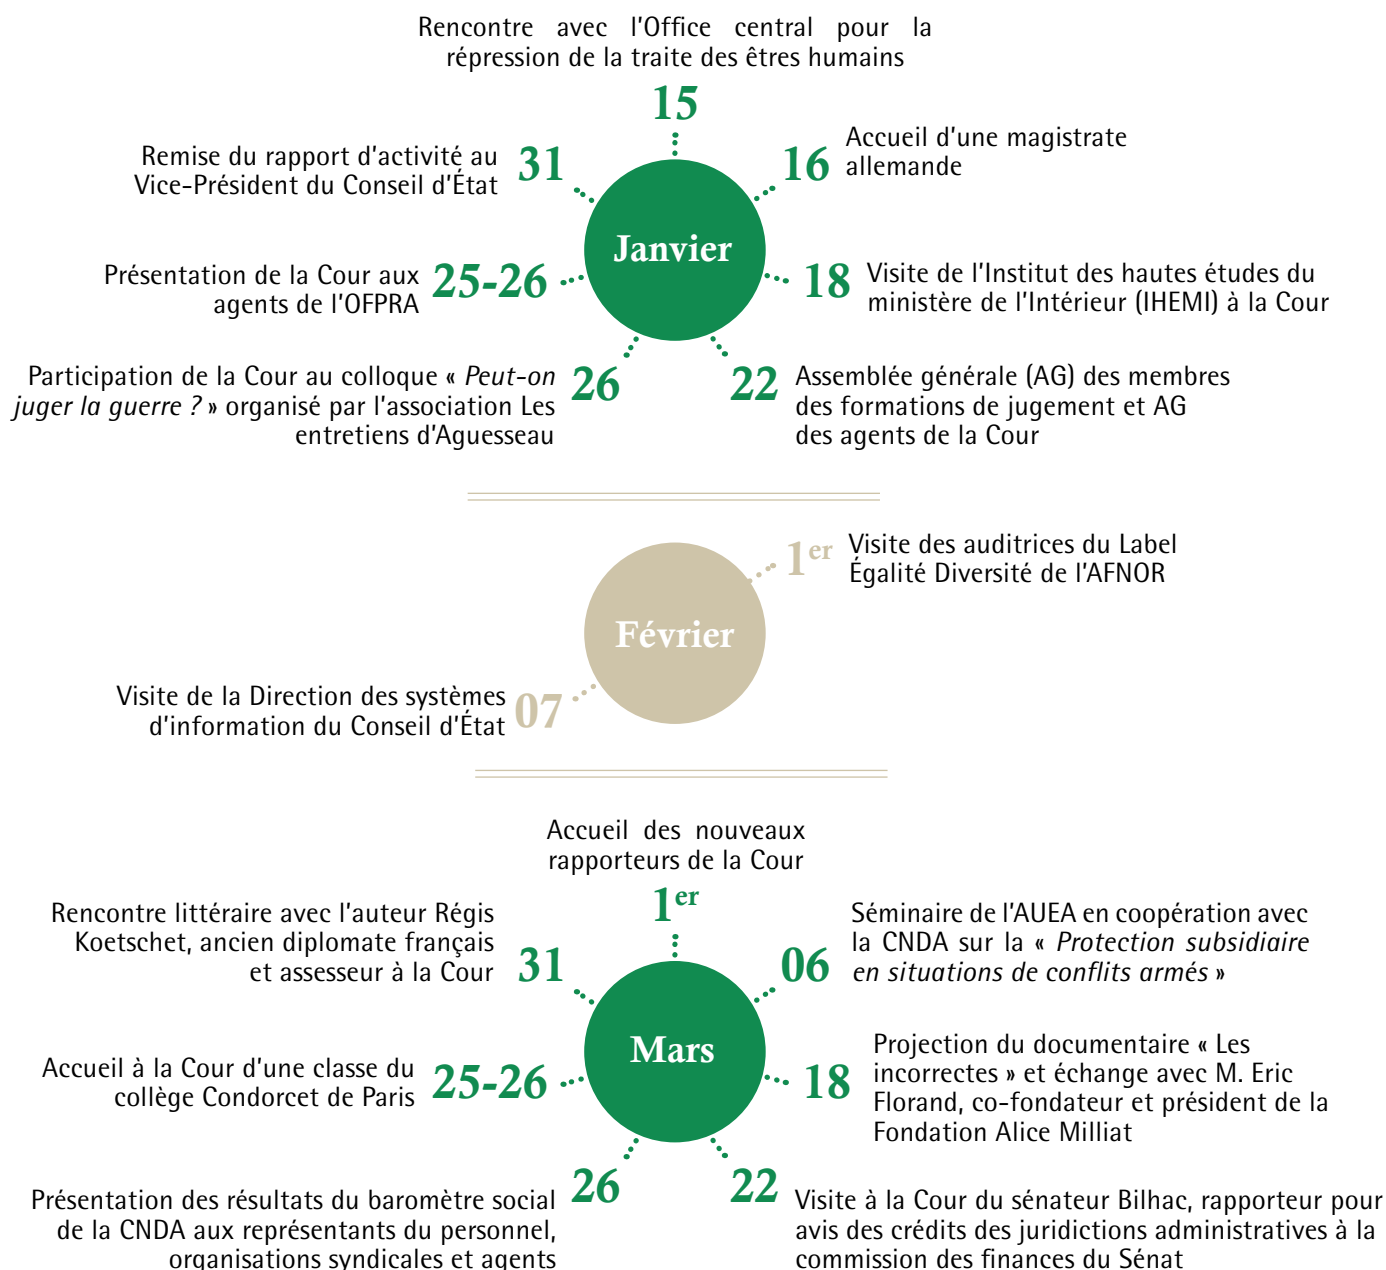 Rencontre avec l'Office central pour la
répression de la traite des êtres humains
15
Accueil d'une magistrate
allemande
16
Visite de l'Institut des hautes études du
ministère de l'Intérieur (IHEMI) à la Cour
18
Assemblée générale (AG) des membres
des formations de jugement et AG
des agents de la Cour
22
Participation de la Cour au colloque « Peut-on
juger la guerre ? » organisé par l'association Les
entretiens d'Aguesseau
26
Présentation de la Cour aux
agents de l'OFPRA
25-26
Remise du rapport d'activité au
Vice-Président du Conseil d'État
31
Janvier
1er
Visite des auditrices du Label
Égalité Diversité de l'AFNOR
Février
Visite de la Direction des systèmes
d'information du Conseil d'État
07
Accueil des nouveaux
rapporteurs de la Cour
1er
Séminaire de l'AUEA en coopération avec
la CNDA sur la « Protection subsidiaire
en situations de conflits armés »
06
Projection du documentaire « Les
incorrectes » et échange avec M. Eric
Florand, co-fondateur et président de la
Fondation Alice Milliat
18
Visite à la Cour du sénateur Bilhac, rapporteur pour
avis des crédits des juridictions administratives à la
commission des finances du Sénat
22
Présentation des résultats du baromètre social
de la CNDA aux représentants du personnel,
organisations syndicales et agents
26
Accueil à la Cour d'une classe du
collège Condorcet de Paris
25-26
Rencontre littéraire avec l'auteur Régis
Koetschet, ancien diplomate français
et assesseur à la Cour
31
Mars